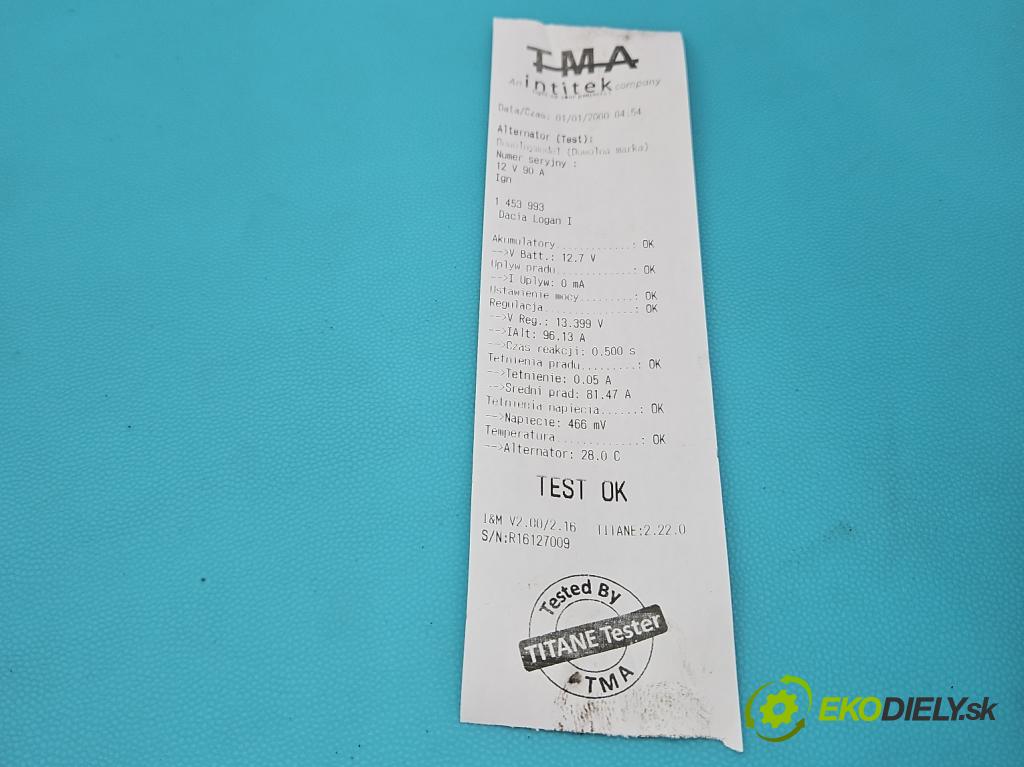 TMA
An intitek company
Data/Czas: 01/01/2000 04:54
Alternator (Test):
(Dowolna marka)
Numer seryjny :
12 V 90 A
Ign
1 453 993
Dacia Logan I
Akumulatory............: OK
-->V Batt.: 12.7 V
Uplyw pradu............: OK
-->I Uplyw: 0 mA
Ustawienie mocy........: OK
Regulacja..............: OK
-->V Reg.: 13.399 V
-->IAlt: 96.13 A
-->Czas reakcji: 0.500 s
Tetnienia pradu........: OK
-->Tetnienie: 0.05 A
-->Sredni prad: 81.47 A
Tetnienia napiecia.....: OK
-->Napiecie: 466 mV
Temperatura............: OK
-->Alternator: 28.0 C
TEST OK
I&M V2.00/2.16 TITANE:2.22.0
S/N:R16127009
Tested By
TITANE Tester
TMA
EKODIELY.sk